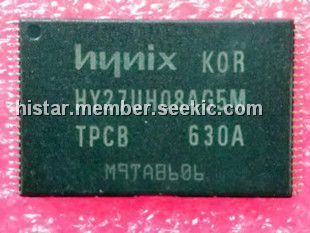 hynix KOR
HY27UH08AG5M
TPCB 630A
histar.member.seekic.com
M9TAB606